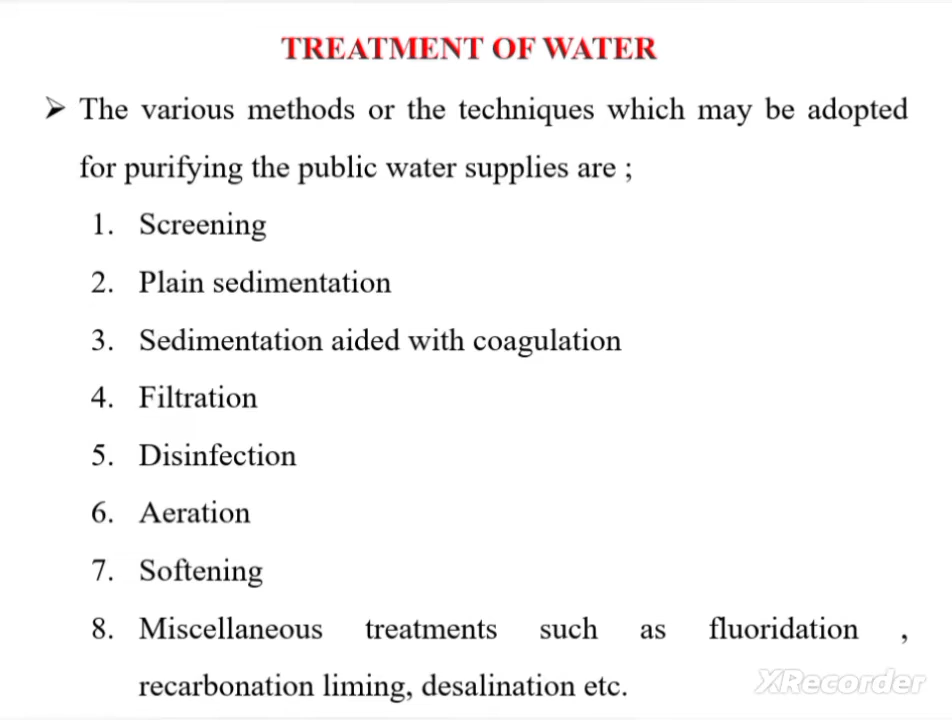 TREATMENT OF WATER
➢ The various methods or the techniques which may be adopted
for purifying the public water supplies are ;
1. Screening
2. Plain sedimentation
3. Sedimentation aided with coagulation
4. Filtration
5. Disinfection
6. Aeration
7. Softening
8. Miscellaneous treatments such as fluoridation ,
recarbonation liming, desalination etc.
XRecorder